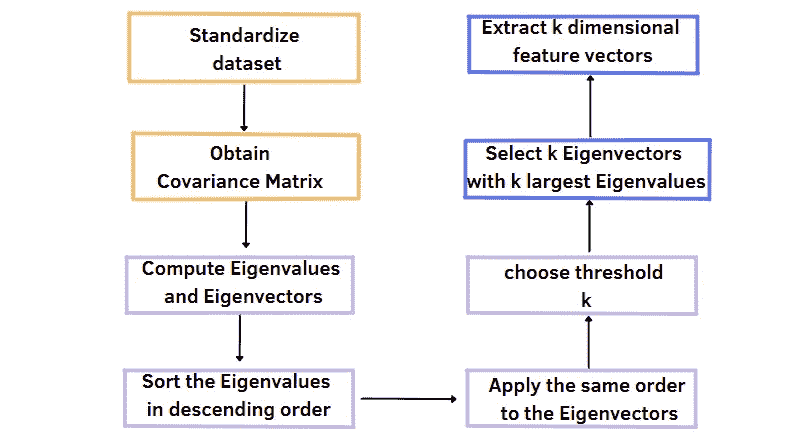 Standardize
dataset
Obtain
Covariance Matrix
Compute Eigenvalues
and Eigenvectors
Sort the Eigenvalues
in descending order
Apply the same order
to the Eigenvectors
choose threshold
k
Select k Eigenvectors
with k largest Eigenvalues
Extract k dimensional
feature vectors